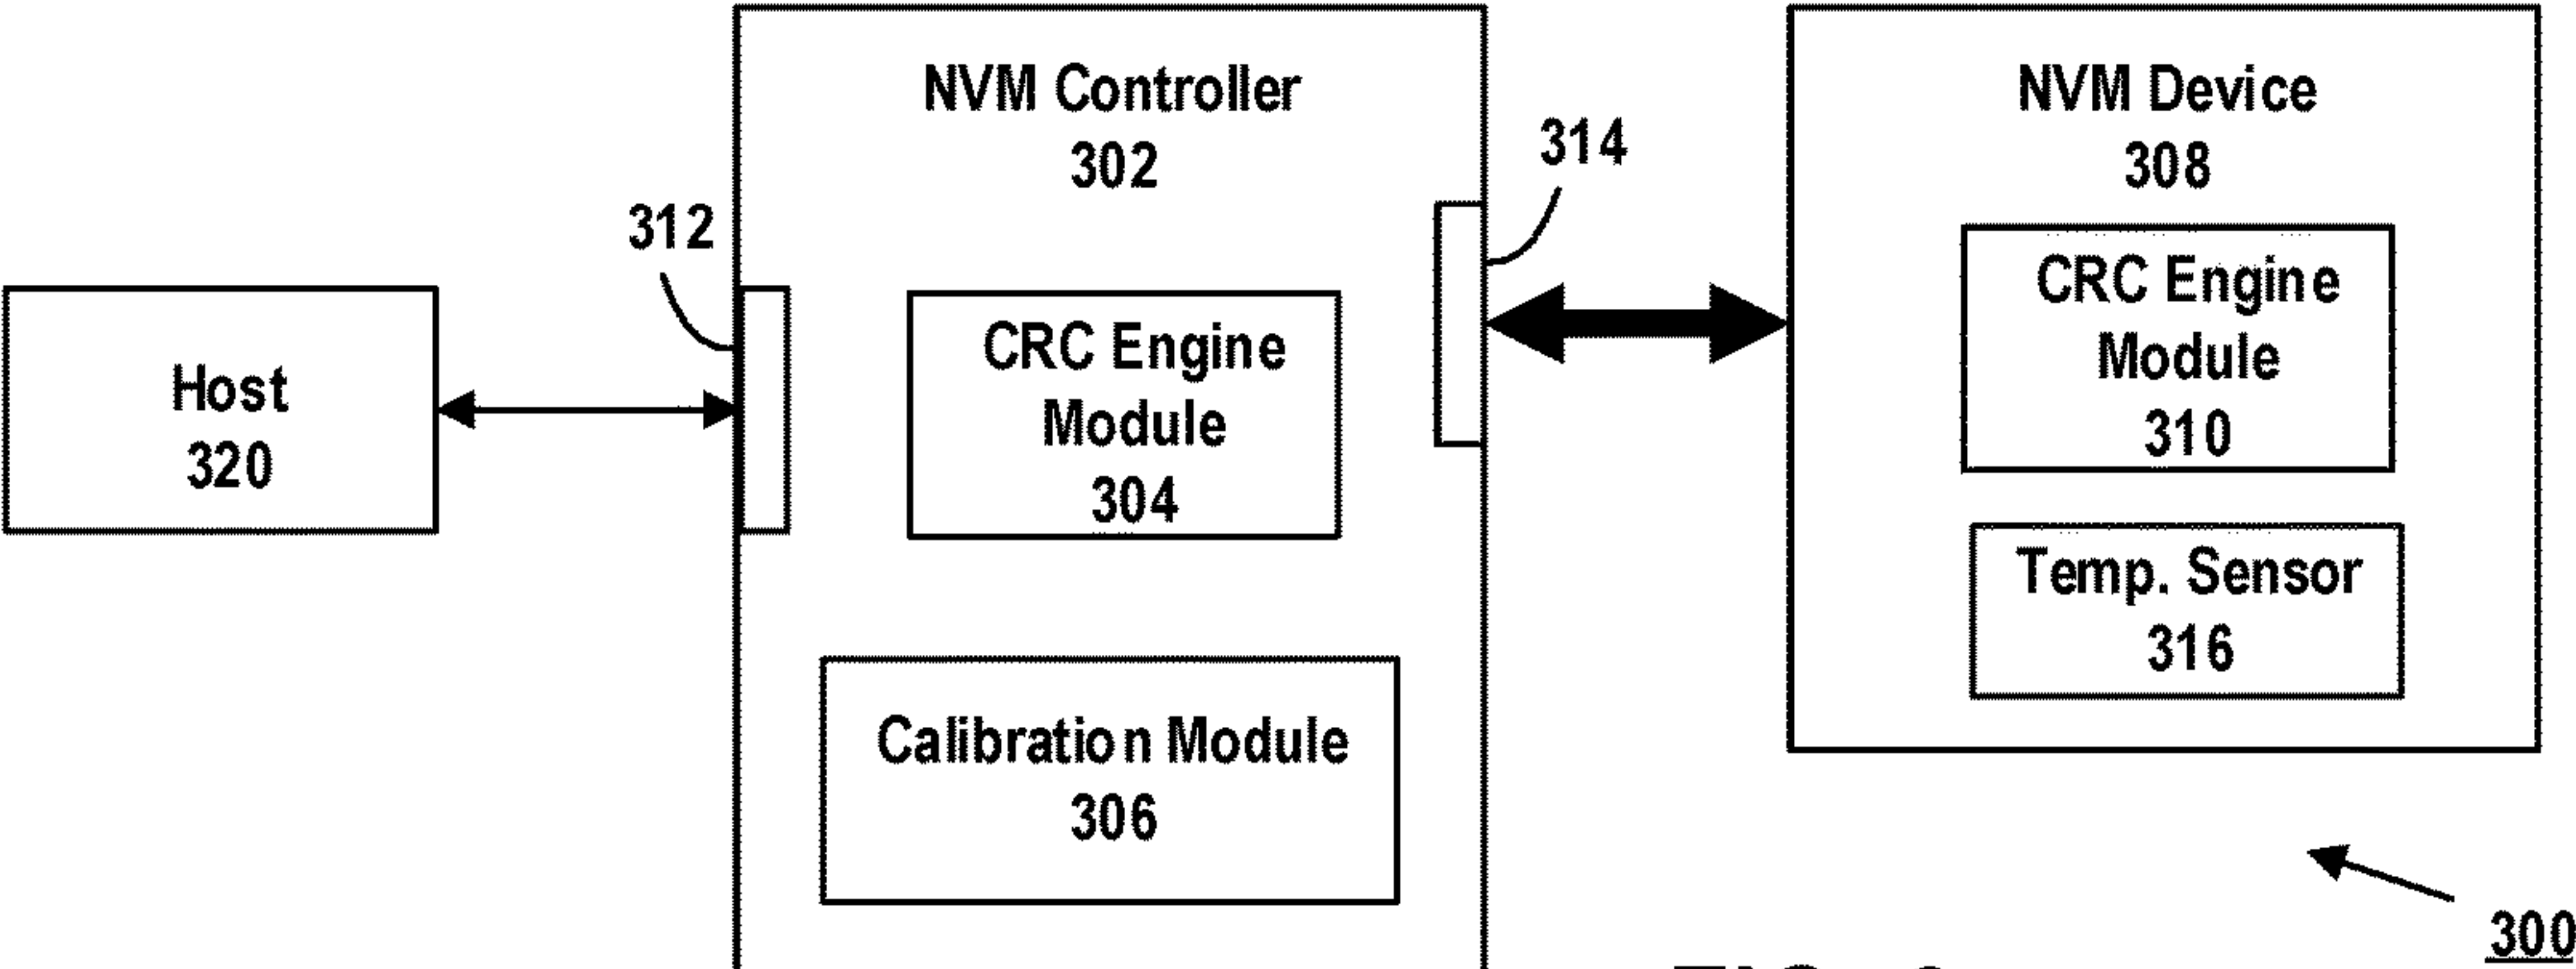 NVM Controller
302
NVM Device
308
314
312
CRC Engine
Module
310
CRC Engine
Module
304
Host
320
Temp. Sensor
316
Calibration Module
306
300